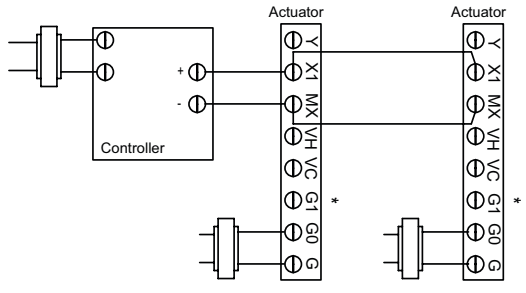 Actuator
Actuator
Y
X1
MX
VH
VC
G1
*
G0
G
+
-
Controller
Y
X1
MX
VH
VC
G1
*
G0
G